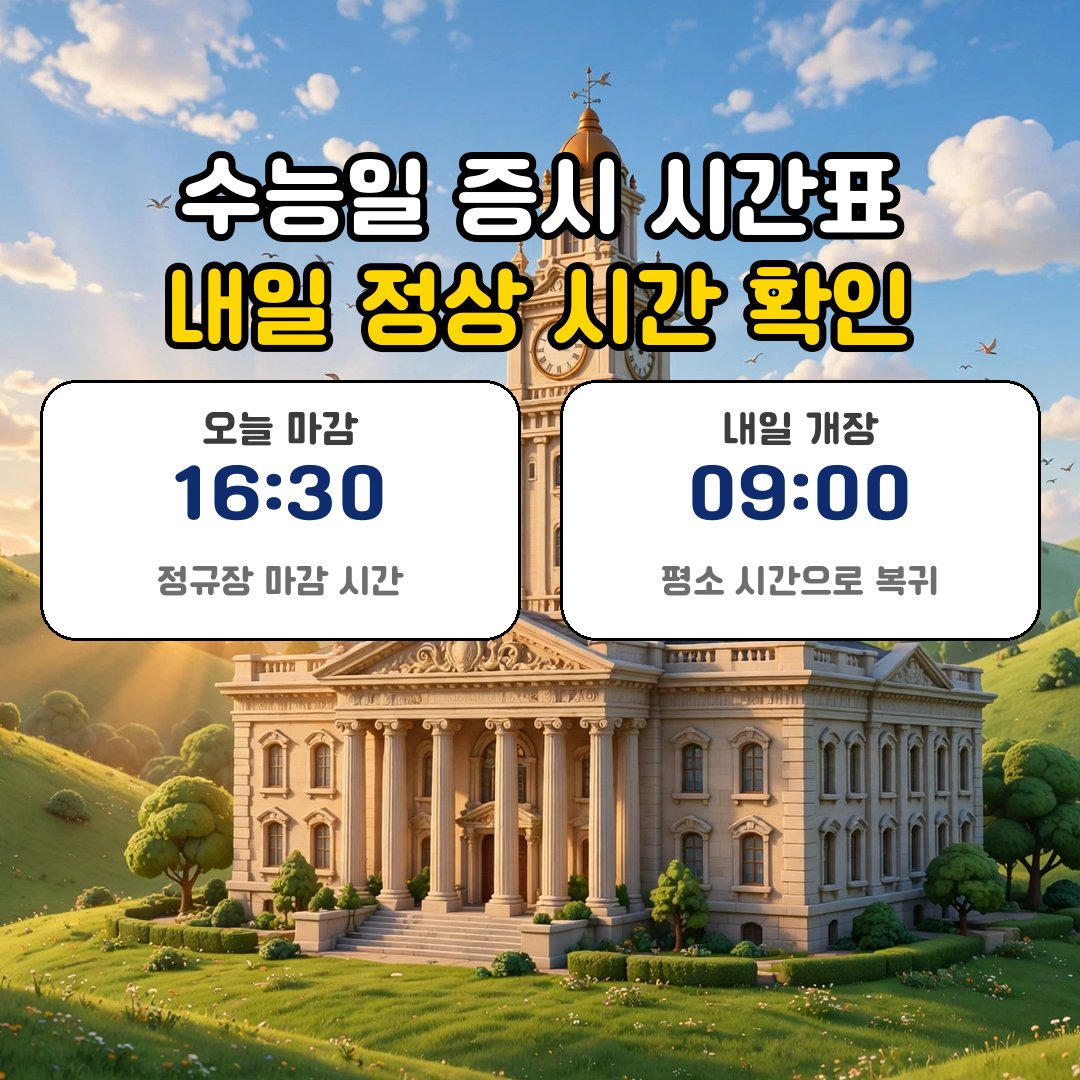 수능일 증시 시간표
내일 정상 시간 확인
오늘 마감
16:30
정규장 마감 시간
내일 개장
09:00
평소 시간으로 복귀